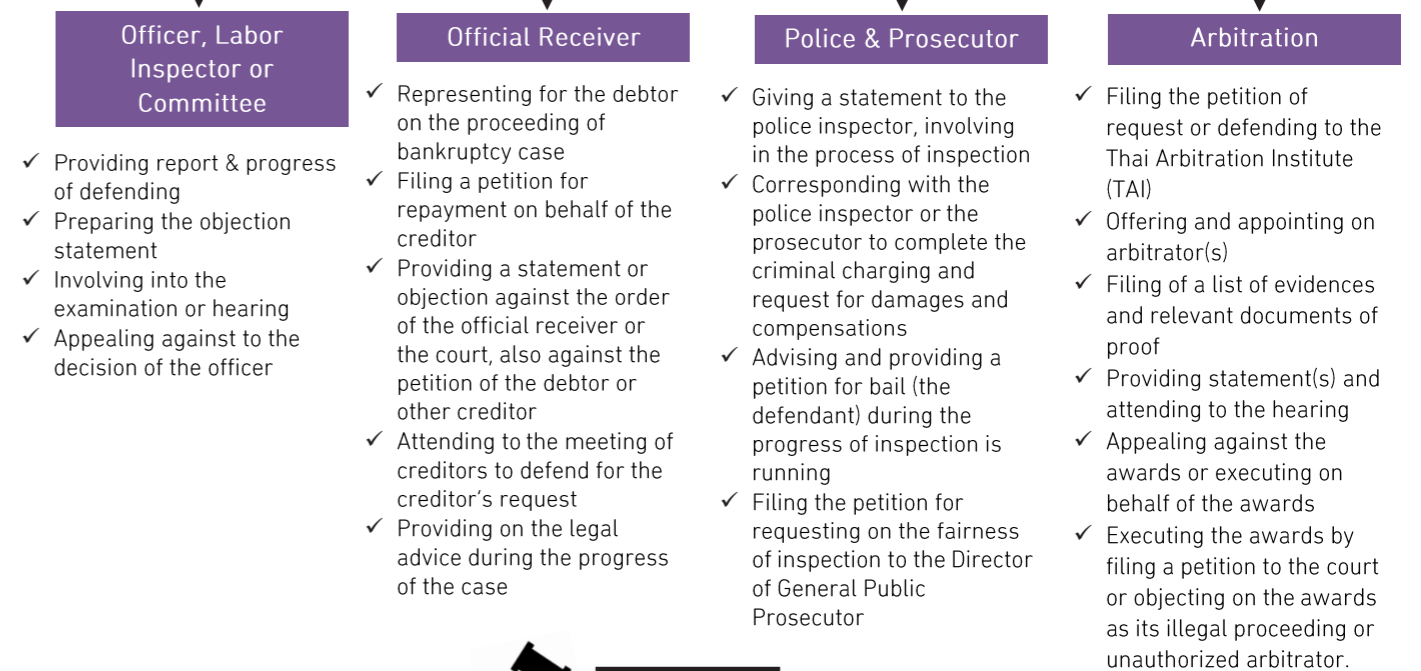 Officer, Labor
Inspector or
Committee
✓ Providing report & progress
of defending
✓ Preparing the objection
statement
✓ Involving into the
examination or hearing
✓ Appealing against to the
decision of the officer
Official Receiver
✓ Representing for the debtor
on the proceeding of
bankruptcy case
✓ Filing a petition for
repayment on behalf of the
creditor
✓ Providing a statement or
objection against the order
of the official receiver or
the court, also against the
petition of the debtor or
other creditor
✓ Attending to the meeting of
creditors to defend for the
creditor’s request
✓ Providing on the legal
advice during the progress
of the case
Police & Prosecutor
✓ Giving a statement to the
police inspector, involving
in the process of inspection
✓ Corresponding with the
police inspector or the
prosecutor to complete the
criminal charging and
request for damages and
compensations
✓ Advising and providing a
petition for bail (the
defendant) during the
progress of inspection is
running
✓ Filing the petition for
requesting on the fairness
of inspection to the Director
of General Public
Prosecutor
Arbitration
✓ Filing the petition of
request or defending to the
Thai Arbitration Institute
(TAI)
✓ Offering and appointing on
arbitrator(s)
✓ Filing of a list of evidences
and relevant documents of
proof
✓ Providing statement(s) and
attending to the hearing
✓ Appealing against the
awards or executing on
behalf of the awards
✓ Executing the awards by
filing a petition to the court
or objecting on the awards
as its illegal proceeding or
unauthorized arbitrator.